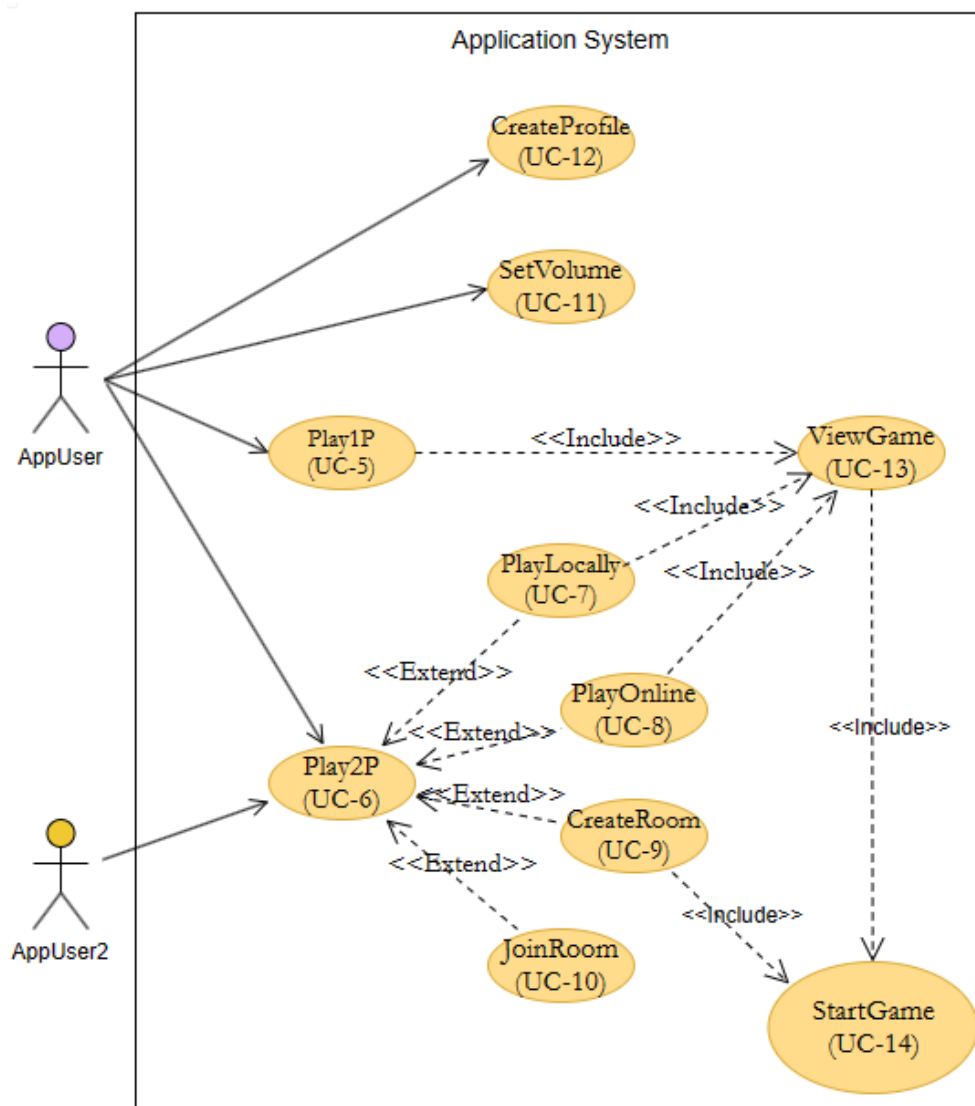 Application System
CreateProfile
(UC-12)
SetVolume
(UC-11)
AppUser
Play1P
(UC-5)
<<Include>>
ViewGame
(UC-13)
<<Include>>
PlayLocally
(UC-7)
<<Include>>
<<Extend>>
PlayOnline
(UC-8)
<<Extend>>
<<Include>>
Play2P
(UC-6)
<<Extend>>
CreateRoom
(UC-9)
<<Extend>>
AppUser2
<<Include>>
JoinRoom
(UC-10)
StartGame
(UC-14)